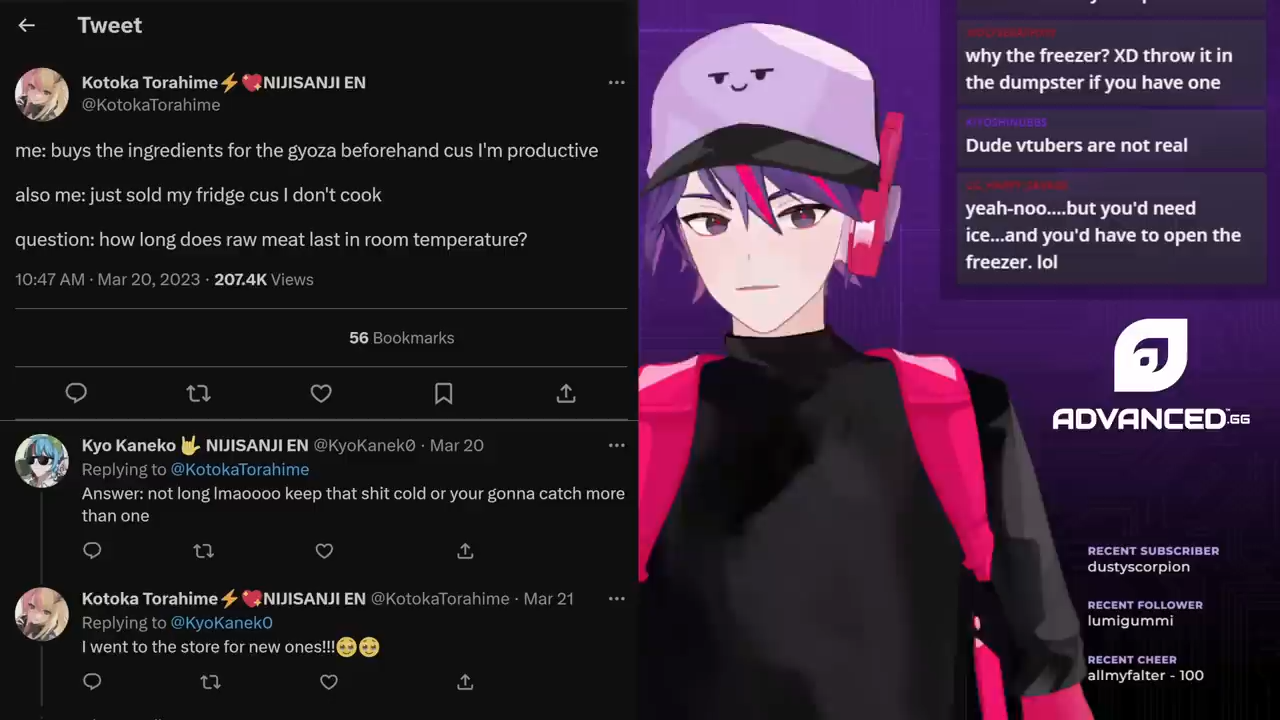 Tweet
Kotoka Torahime⚡💖NIJISANJI EN
@KotokaTorahime
me: buys the ingredients for the gyoza beforehand cus I'm productive
also me: just sold my fridge cus I don't cook
question: how long does raw meat last in room temperature?
10:47 AM · Mar 20, 2023 · 207.4K Views
56 Bookmarks
Kyo Kaneko 🤟 NIJISANJI EN @KyoKanek0 · Mar 20
Replying to @KotokaTorahime
Answer: not long lmaoooo keep that shit cold or your gonna catch more
than one
Kotoka Torahime⚡💖NIJISANJI EN @KotokaTorahime · Mar 21
Replying to @KyoKanek0
I went to the store for new ones!!!🥹🥹
why the freezer? XD throw it in
the dumpster if you have one
Dude vtubers are not real
yeah-noo....but you'd need
ice...and you'd have to open the
freezer. lol
ADVANCED.GG
RECENT SUBSCRIBER
dustyscorpion
RECENT FOLLOWER
lumigummi
RECENT CHEER
allmyfalter - 100